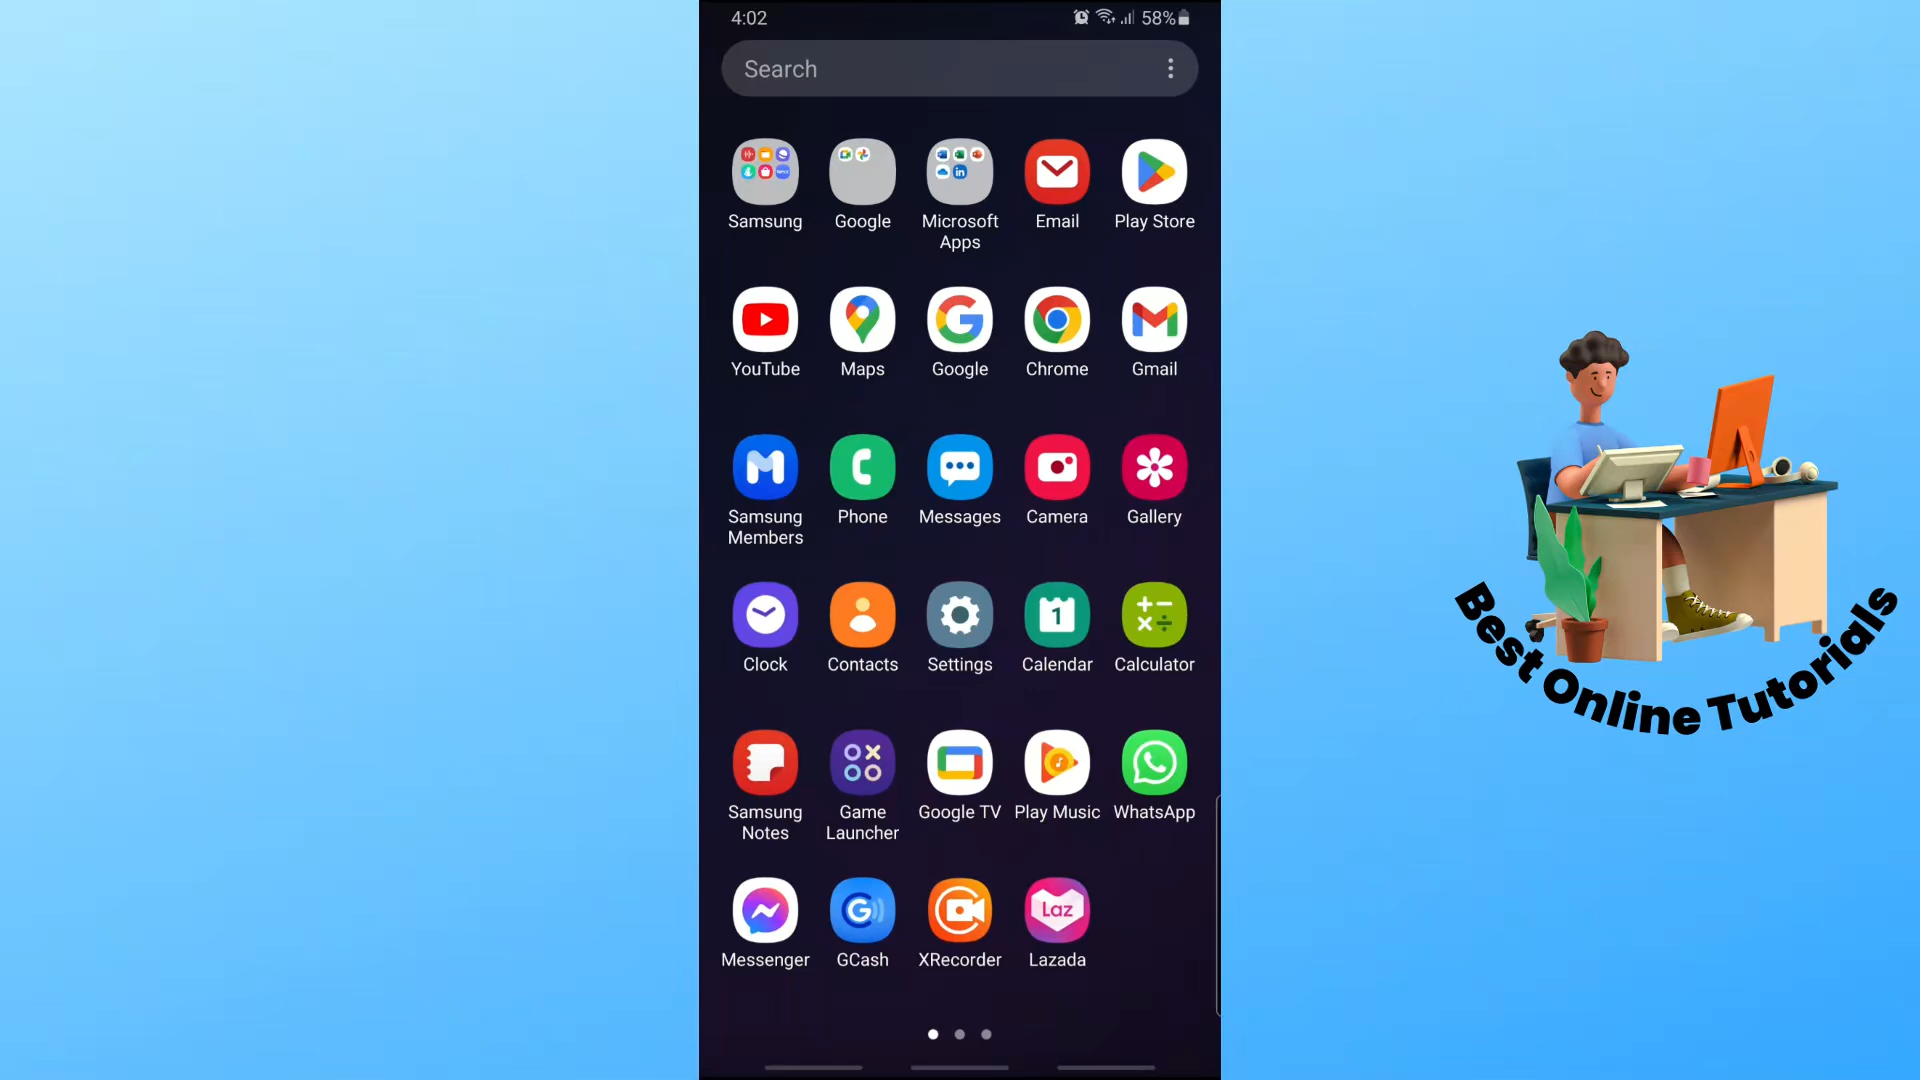 4:02
58%
Search
Samsung
Google
Microsoft
Apps
Email
Play Store
YouTube
Maps
Google
Chrome
Gmail
Samsung
Members
Phone
Messages
Camera
Gallery
Clock
Contacts
Settings
1
Calendar
Calculator
Samsung
Notes
Game
Launcher
Google TV
Play Music
WhatsApp
Messenger
GCash
XRecorder
Laz
Lazada
Best Online Tutorials